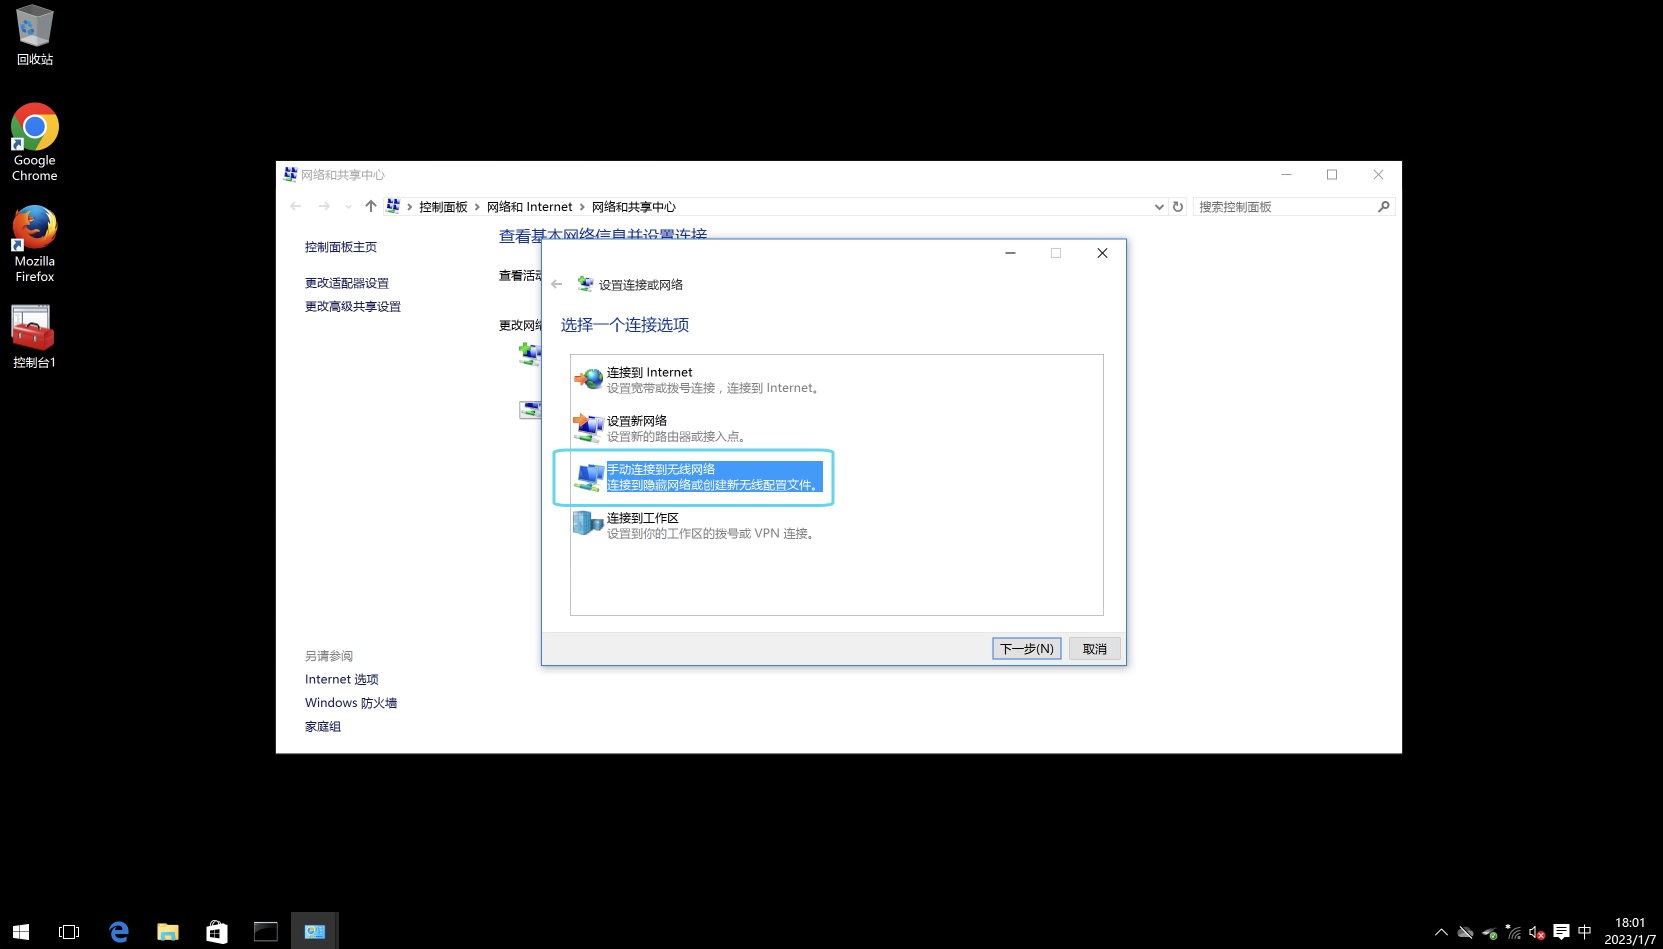 回收站
Google
Chrome
Mozilla
Firefox
控制台1
网络和共享中心
控制面板 网络和 Internet 网络和共享中心
搜索控制面板
控制面板主页
更改适配器设置
更改高级共享设置
查看基本网络信息并设置连接
查看活动
更改网络
设置连接或网络
选择一个连接选项
连接到 Internet
设置宽带或拨号连接，连接到 Internet。
设置新网络
设置新的路由器或接入点。
手动连接到无线网络
连接到隐藏网络或创建新无线配置文件。
连接到工作区
设置到你的工作区的拨号或 VPN 连接。
下一步(N)
取消
另请参阅
Internet 选项
Windows 防火墙
家庭组
中
18:01
2023/1/7